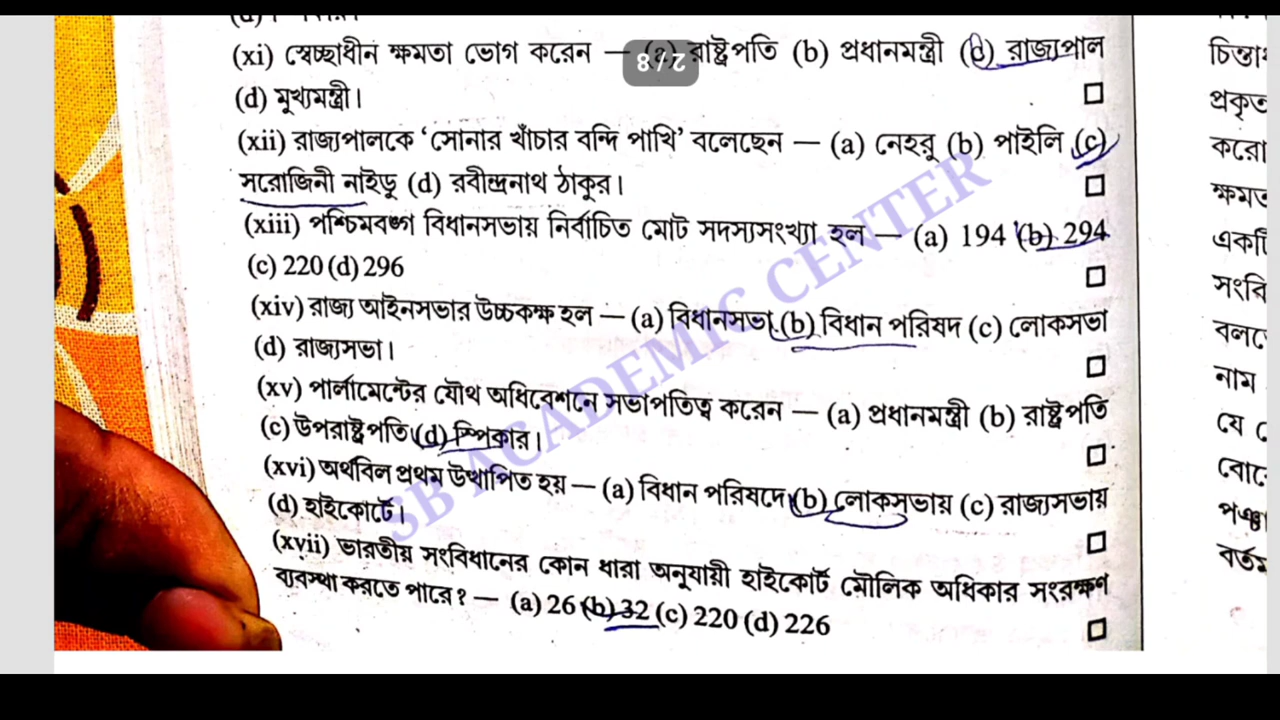 (xi) স্বেচ্ছাধীন ক্ষমতা ভোগ করেন — (a) রাষ্ট্রপতি (b) প্রধানমন্ত্রী (c) রাজ্যপাল
2/8
(d) মুখ্যমন্ত্রী।
(xii) রাজ্যপালকে ‘সোনার খাঁচার বন্দি পাখি’ বলেছেন — (a) নেহরু (b) পাইলি (c)
সরোজিনী নাইডু (d) রবীন্দ্রনাথ ঠাকুর।
(xiii) পশ্চিমবঙ্গ বিধানসভায় নির্বাচিত মোট সদস্যসংখ্যা হল — (a) 194 (b) 294
(c) 220 (d) 296
(xiv) রাজ্য আইনসভার উচ্চকক্ষ হল — (a) বিধানসভা (b) বিধান পরিষদ (c) লোকসভা
(d) রাজ্যসভা।
(xv) পার্লামেন্টের যৌথ অধিবেশনে সভাপতিত্ব করেন — (a) প্রধানমন্ত্রী (b) রাষ্ট্রপতি
(c) উপরাষ্ট্রপতি (d) স্পিকার।
(xvi) অর্থবিল প্রথম উত্থাপিত হয় — (a) বিধান পরিষদে (b) লোকসভায় (c) রাজ্যসভায়
(d) হাইকোর্টে।
(xvii) ভারতীয় সংবিধানের কোন ধারা অনুযায়ী হাইকোর্ট মৌলিক অধিকার সংরক্ষণ
ব্যবস্থা করতে পারে? — (a) 26 (b) 32 (c) 220 (d) 226
SB ACADEMIC CENTER
প্রকৃত
করো
ক্ষমত
একটি
সংবি
বলতে
নাম
যে